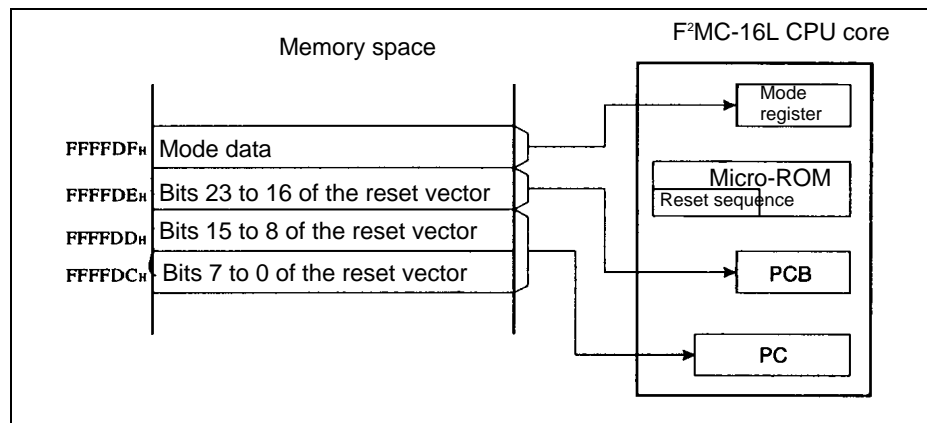 Memory space
F²MC-16L CPU core
Mode
register
FFFFDFH
Mode data
Micro-ROM
Reset sequence
FFFFDEH
Bits 23 to 16 of the reset vector
FFFFDDH
Bits 15 to 8 of the reset vector
FFFFDCH
Bits 7 to 0 of the reset vector
PCB
PC